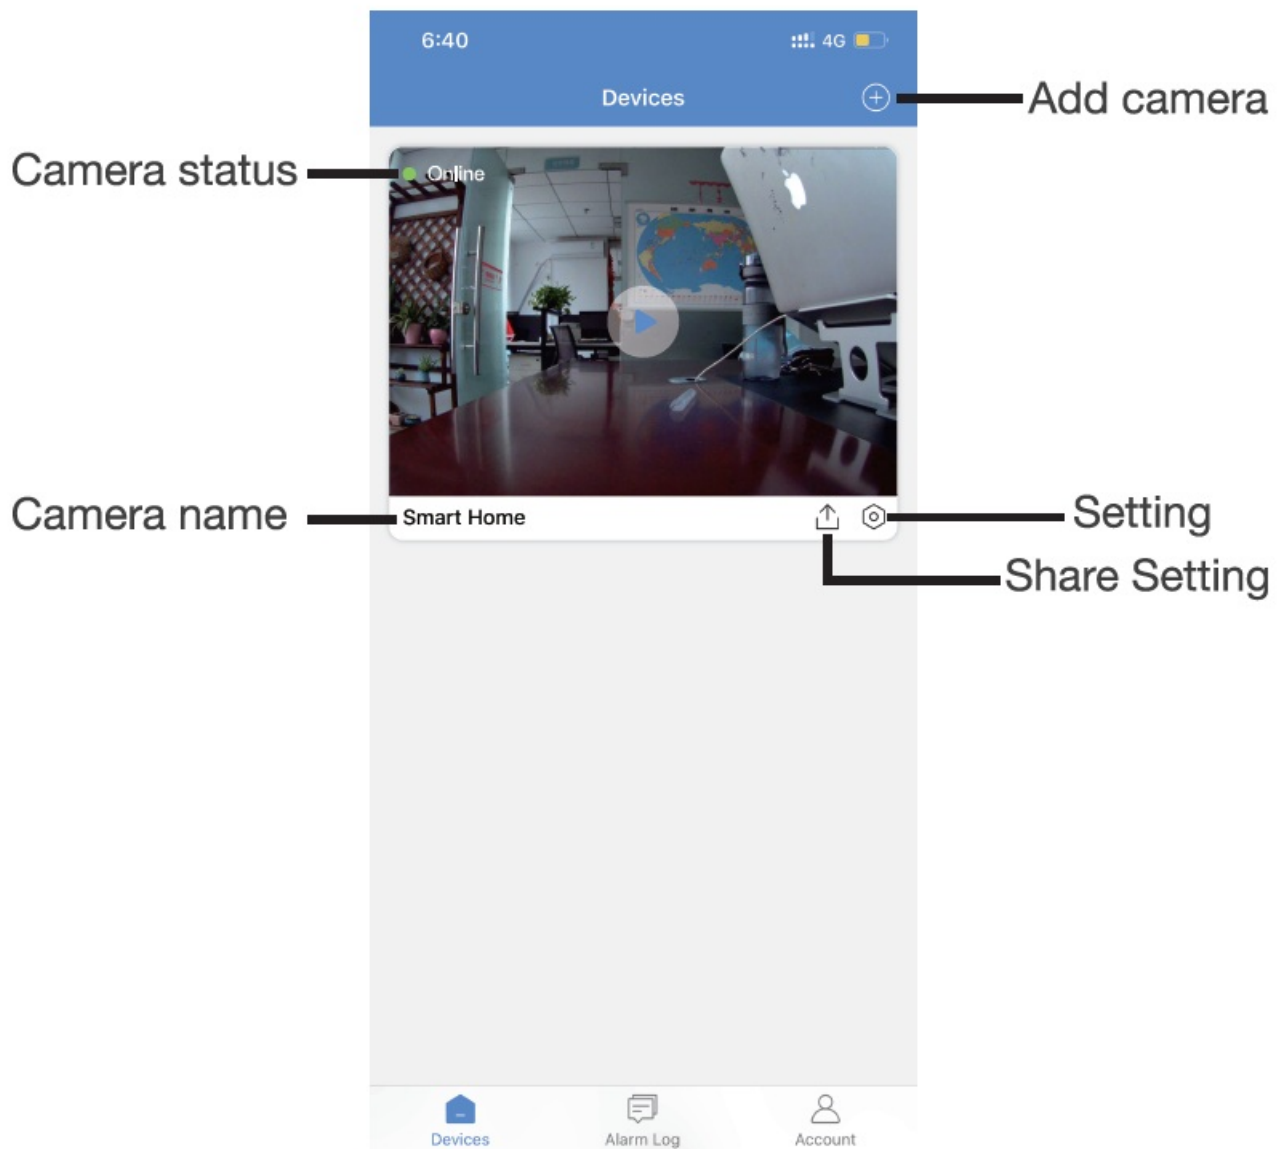 6:40
4G
Devices
Add camera
Camera status
Online
Camera name
Smart Home
Setting
Share Setting
Devices
Alarm Log
Account